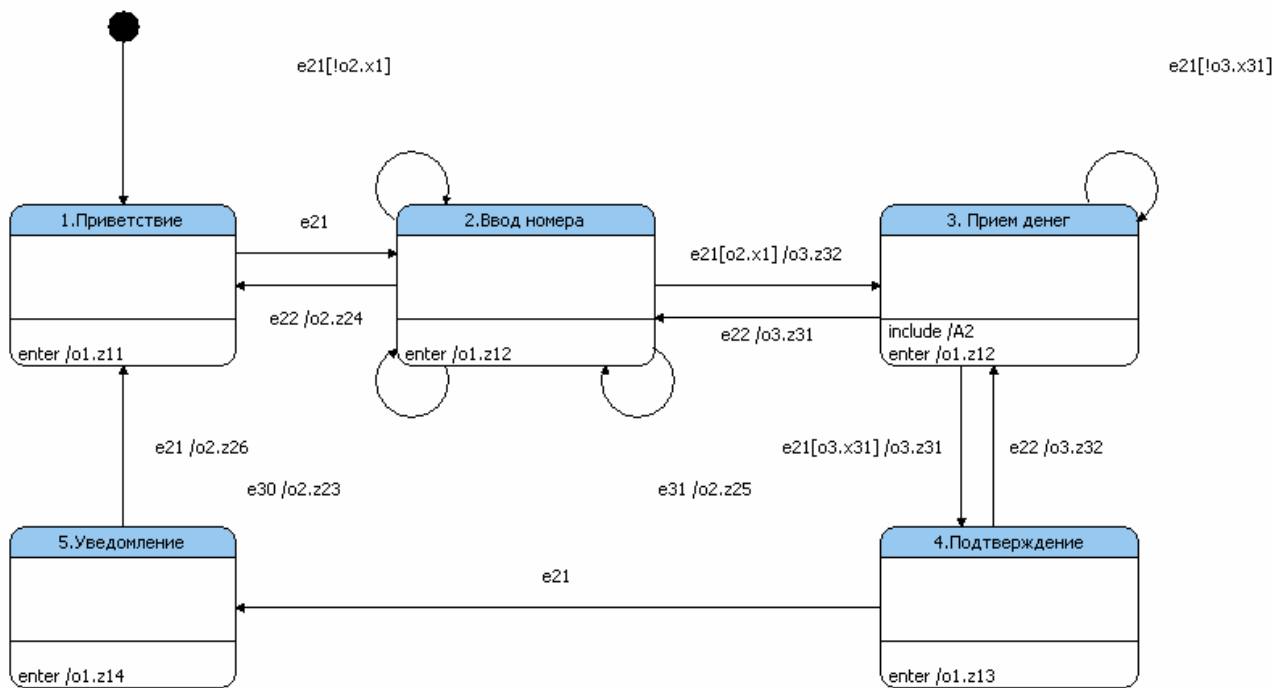 e21[!o2.x1]
e21[!o3.x31]
1.Приветствие
2.Ввод номера
3. Прием денег
e21
e21[o2.x1] /o3.z32
e22 /o2.z24
e22 /o3.z31
include /A2
enter /o1.z11
enter /o1.z12
enter /o1.z12
e21 /o2.z26
e21[o3.x31] /o3.z31
e22 /o3.z32
e30 /o2.z23
e31 /o2.z25
5.Уведомление
4.Подтверждение
e21
enter /o1.z14
enter /o1.z13